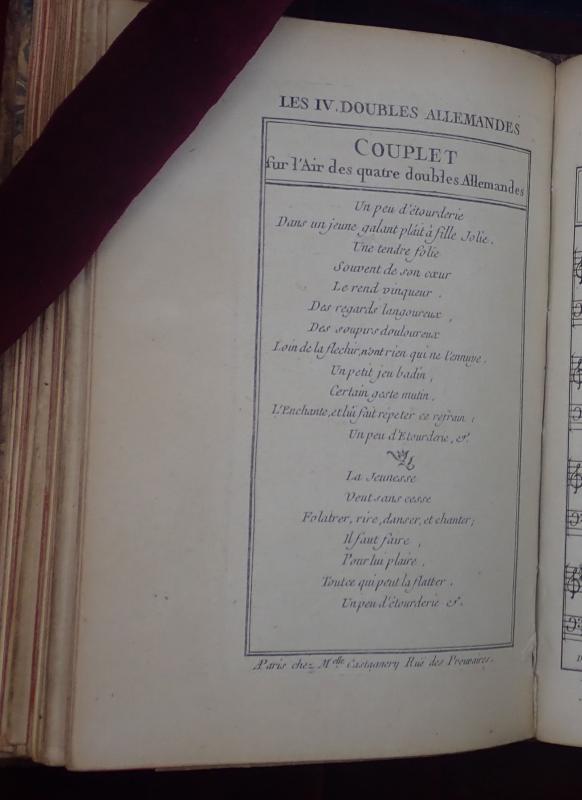 LES IV. DOUBLES ALLEMANDES
COUPLET
sur l'Air des quatre doubles Allemandes
Un peu d'étourderie
Dans un jeune galant plaît à fille Jolie.
Une tendre folie
Souvent de son cœur
Le rend vinqueur.
Des regards langoureux,
Des soupirs douloureux
Loin de la flechir, n'ont rien qui ne l'ennuye.
Un petit jeu badin,
Certain geste mutin,
L'Enchante, et lui fait répeter ce refrain;
Un peu d'Etourderie, &.
La Jeunesse
Veut sans cesse
Folatrer, rire, danser, et chanter;
Il faut faire,
Pour lui plaire,
Tout ce qui peut la flatter.
Un peu d'étourderie &.
A Paris chez Melle Castagnery Rue des Prouvaires.